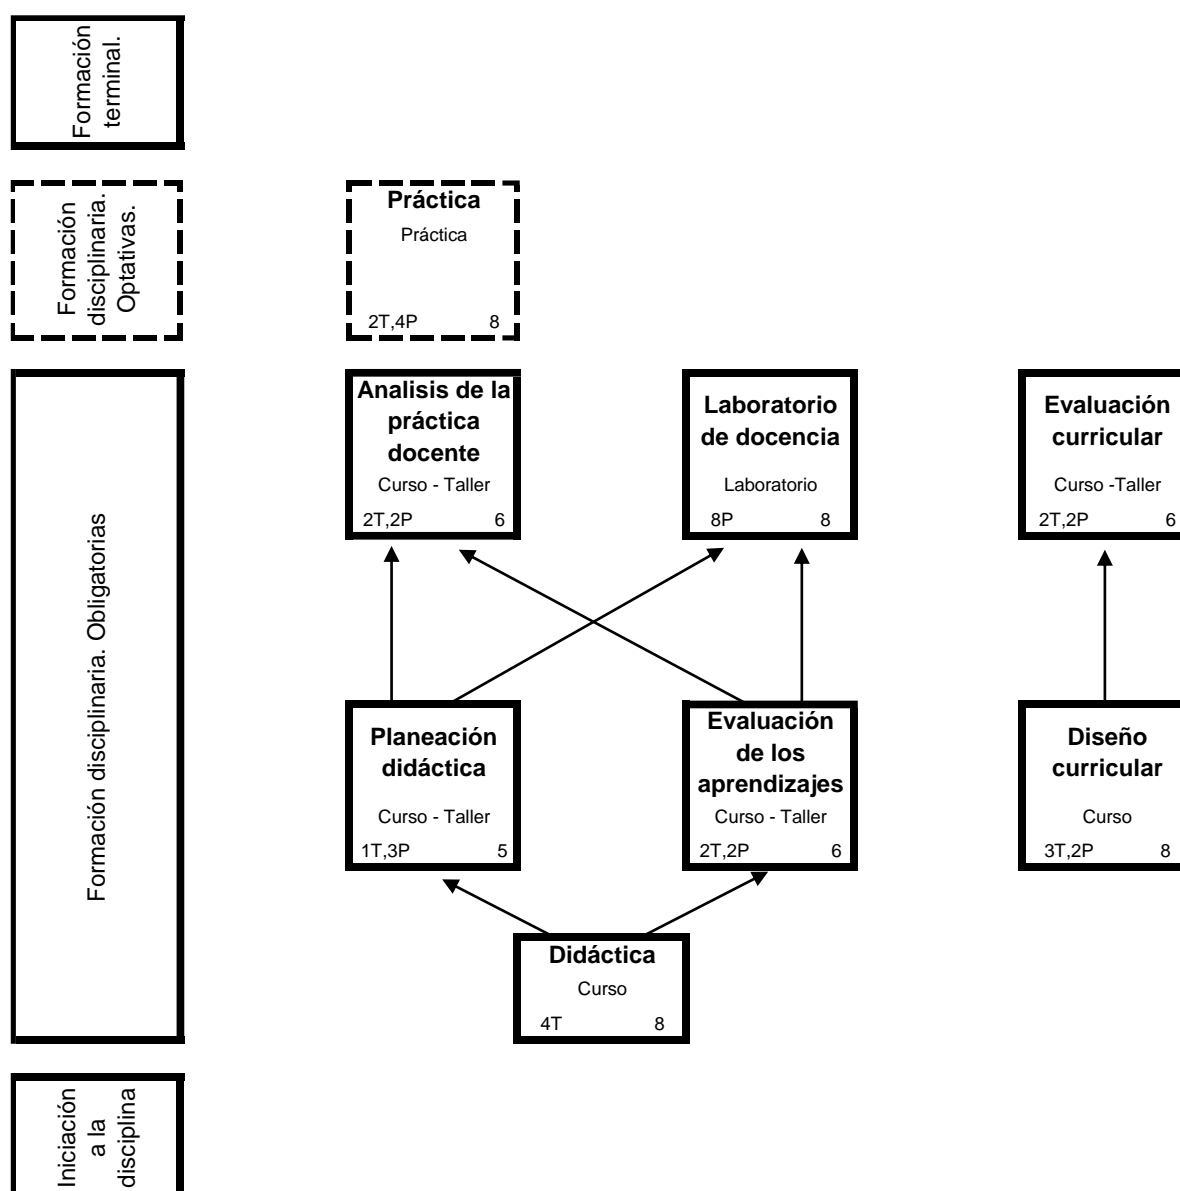 Formación
terminal.
Formación
disciplinaria.
Optativas.
Práctica
Práctica
2T,4P 8
Formación disciplinaria. Obligatorias
Analisis de la
práctica
docente
Curso - Taller
2T,2P 6
Laboratorio
de docencia
Laboratorio
8P 8
Evaluación
curricular
Curso -Taller
2T,2P 6
Planeación
didáctica
Curso - Taller
1T,3P 5
Evaluación
de los
aprendizajes
Curso - Taller
2T,2P 6
Diseño
curricular
Curso
3T,2P 8
Didáctica
Curso
4T 8
Iniciación
a la
disciplina